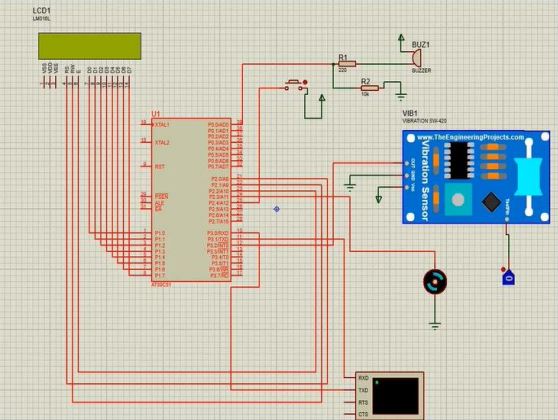 LCD1
LM016L
VSS
VDD
VEE
RS
RW
E
D0
D1
D2
D3
D4
D5
D6
D7
U1
XTAL1
XTAL2
RST
PSEN
ALE
EA
P1.0
P1.1
P1.2
P1.3
P1.4
P1.5
P1.6
P1.7
AT89C51
P0.0/AD0
P0.1/AD1
P0.2/AD2
P0.3/AD3
P0.4/AD4
P0.5/AD5
P0.6/AD6
P0.7/AD7
P2.0/A8
P2.1/A9
P2.2/A10
P2.3/A11
P2.4/A12
P2.5/A13
P2.6/A14
P2.7/A15
P3.0/RXD
P3.1/TXD
P3.2/INT0
P3.3/INT1
P3.4/T0
P3.5/T1
P3.6/WR
P3.7/RD
R1
220
R2
10k
BUZ1
BUZZER
VIB1
VIBRATION SW-420
www.TheEngineeringProjects.com
Vibration Sensor
OUT
GND
Vcc
TestPin
0
RXD
TXD
RTS
CTS